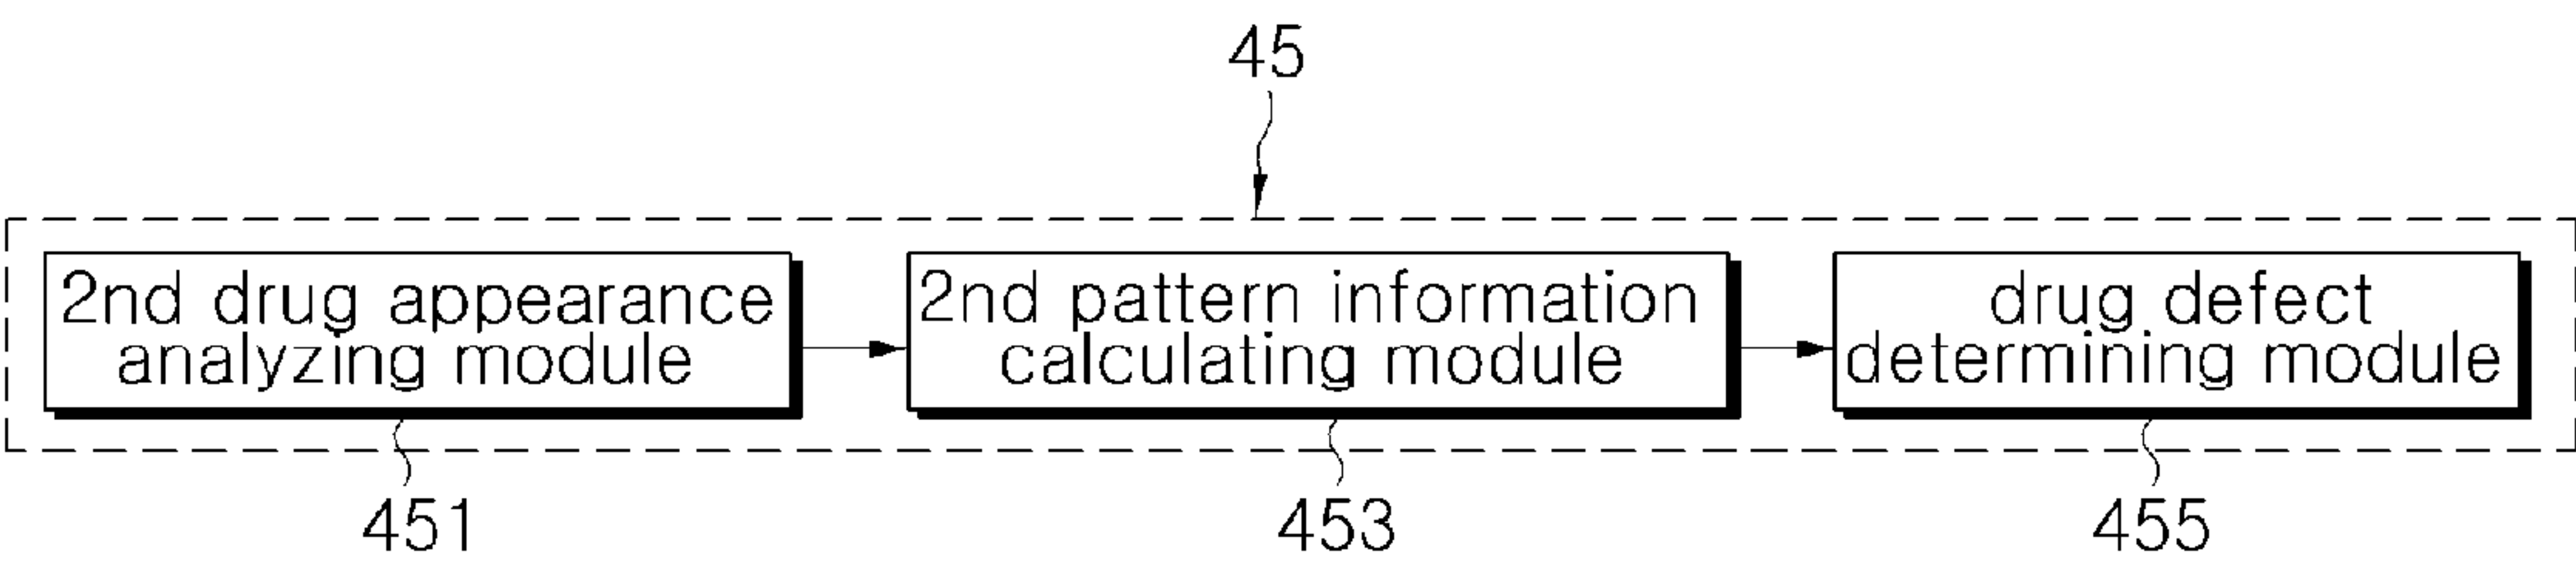 45
2nd drug appearance
analyzing module
2nd pattern information
calculating module
drug defect
determining module
451
453
455